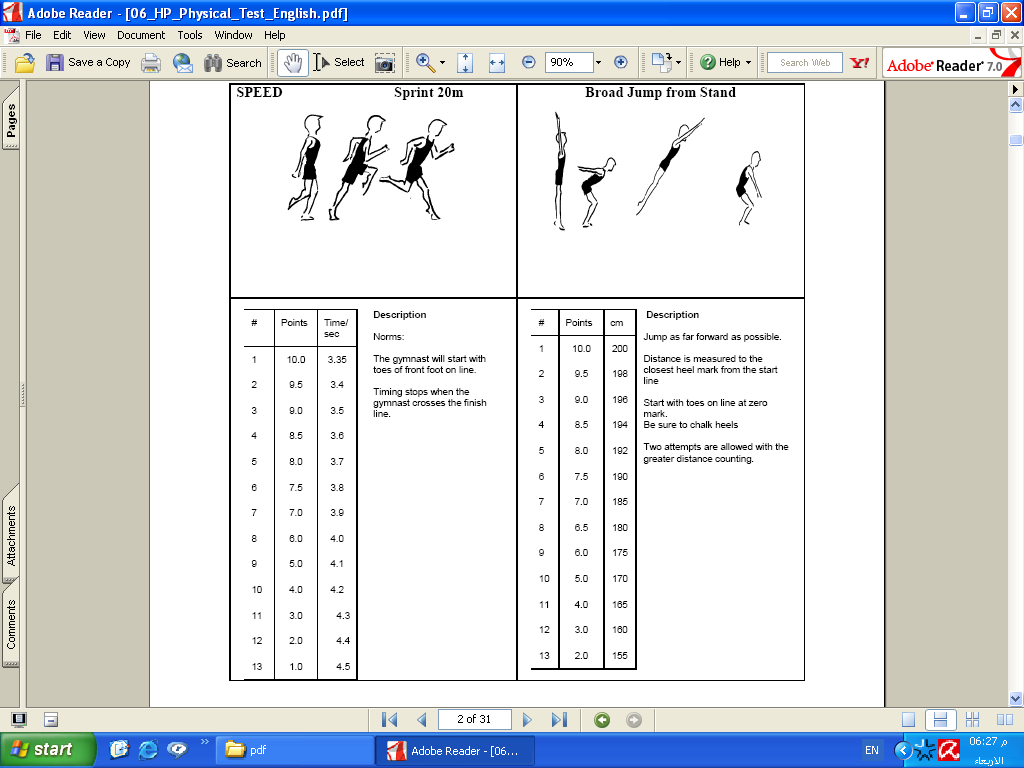 Adobe Reader - [06_HP_Physical_Test_English.pdf]
File Edit View Document Tools Window Help
Save a Copy Search Select 90% Help Search Web Y! Adobe Reader 7.0
Pages
Attachments
Comments
SPEED Sprint 20m
# Points Time/
sec
1 10.0 3.35
2 9.5 3.4
3 9.0 3.5
4 8.5 3.6
5 8.0 3.7
6 7.5 3.8
7 7.0 3.9
8 6.0 4.0
9 5.0 4.1
10 4.0 4.2
11 3.0 4.3
12 2.0 4.4
13 1.0 4.5
Description
Norms:
The gymnast will start with
toes of front foot on line.
Timing stops when the
gymnast crosses the finish
line.
Broad Jump from Stand
# Points cm
1 10.0 200
2 9.5 198
3 9.0 196
4 8.5 194
5 8.0 192
6 7.5 190
7 7.0 185
8 6.5 180
9 6.0 175
10 5.0 170
11 4.0 165
12 3.0 160
13 2.0 155
Description
Jump as far forward as possible.
Distance is measured to the
closest heel mark from the start
line
Start with toes on line at zero
mark.
Be sure to chalk heels
Two attempts are allowed with the
greater distance counting.
2 of 31
start pdf Adobe Reader - [06... EN 06:27 م
الاربعاء